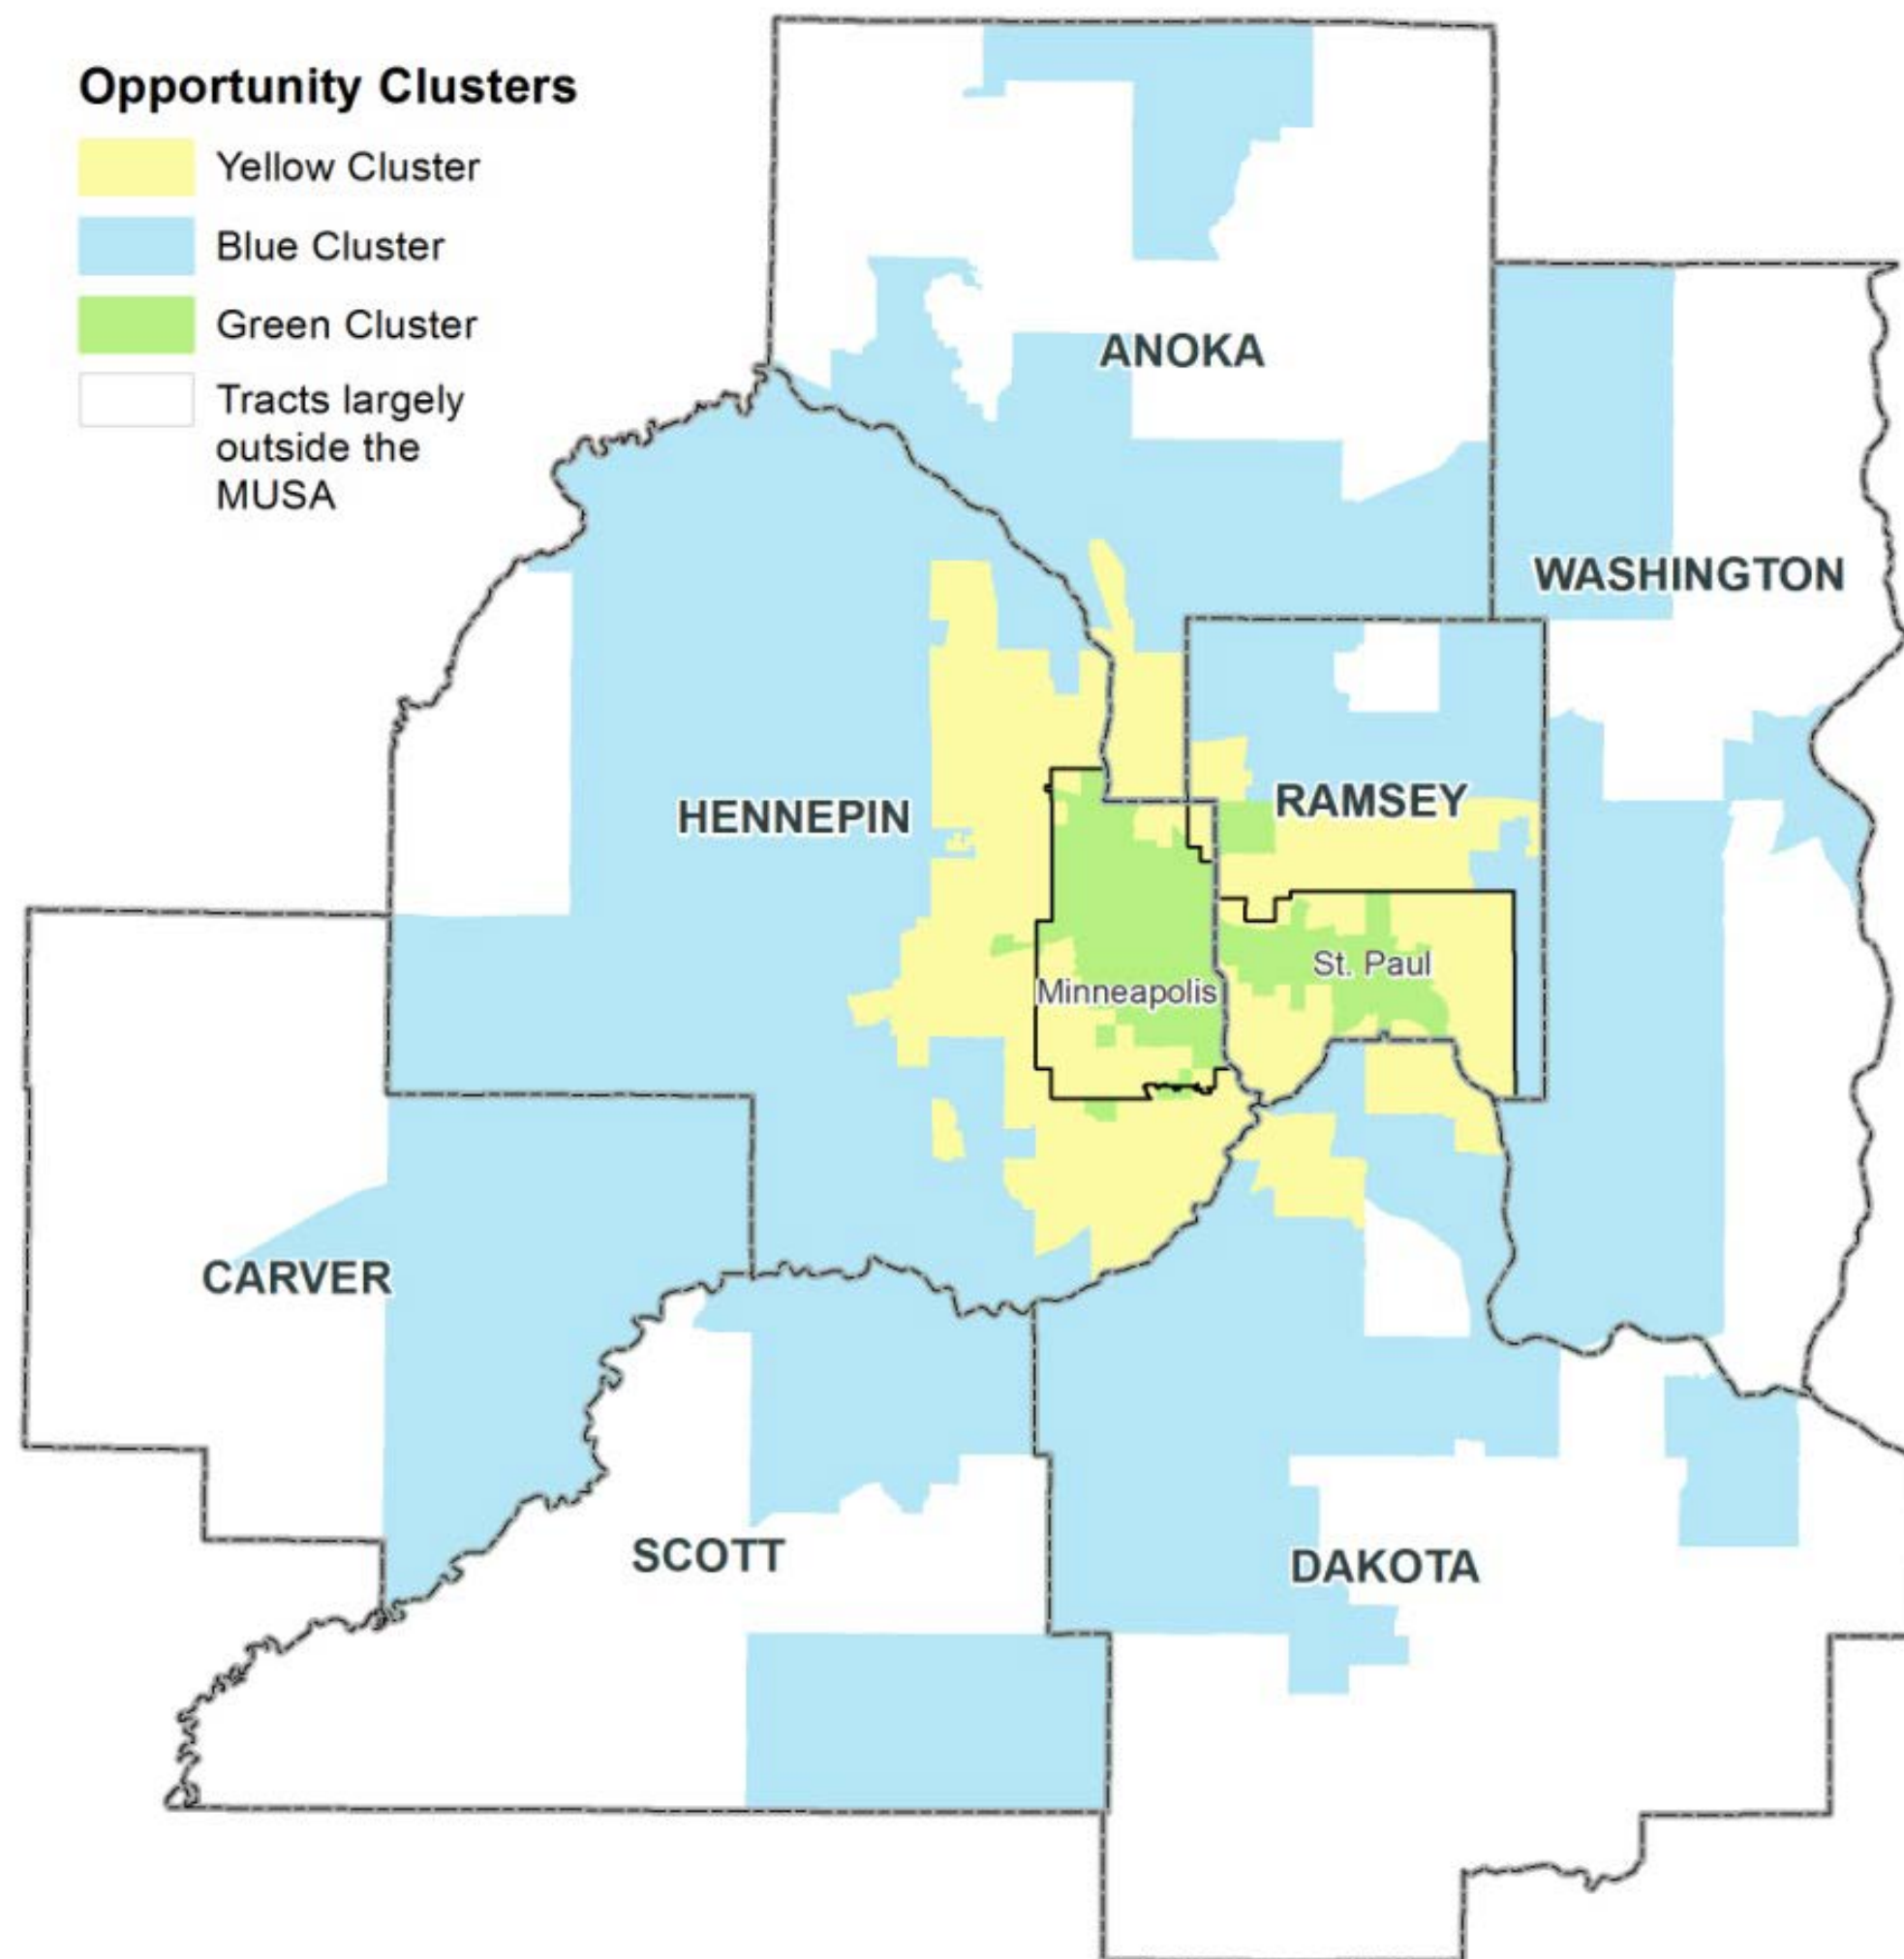 Opportunity Clusters
Yellow Cluster
Blue Cluster
Green Cluster
Tracts largely
outside the
MUSA
ANOKA
WASHINGTON
HENNEPIN
RAMSEY
St. Paul
Minneapolis
CARVER
SCOTT
DAKOTA